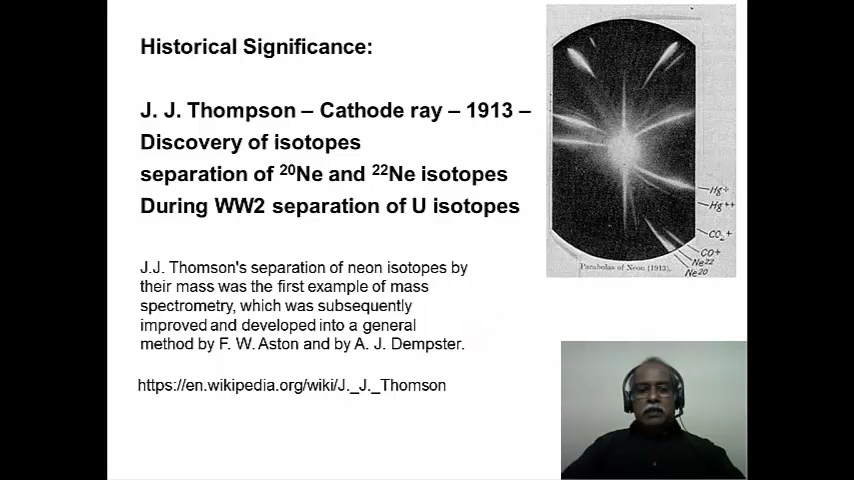 Historical Significance:
J. J. Thompson – Cathode ray – 1913 –
Discovery of isotopes
separation of ²⁰Ne and ²²Ne isotopes
During WW2 separation of U isotopes
J.J. Thomson's separation of neon isotopes by
their mass was the first example of mass
spectrometry, which was subsequently
improved and developed into a general
method by F. W. Aston and by A. J. Dempster.
https://en.wikipedia.org/wiki/J._J._Thomson
Hg+
Hg++
CO₂+
CO+
Ne22
Ne20
Parabolas of Neon (1913).